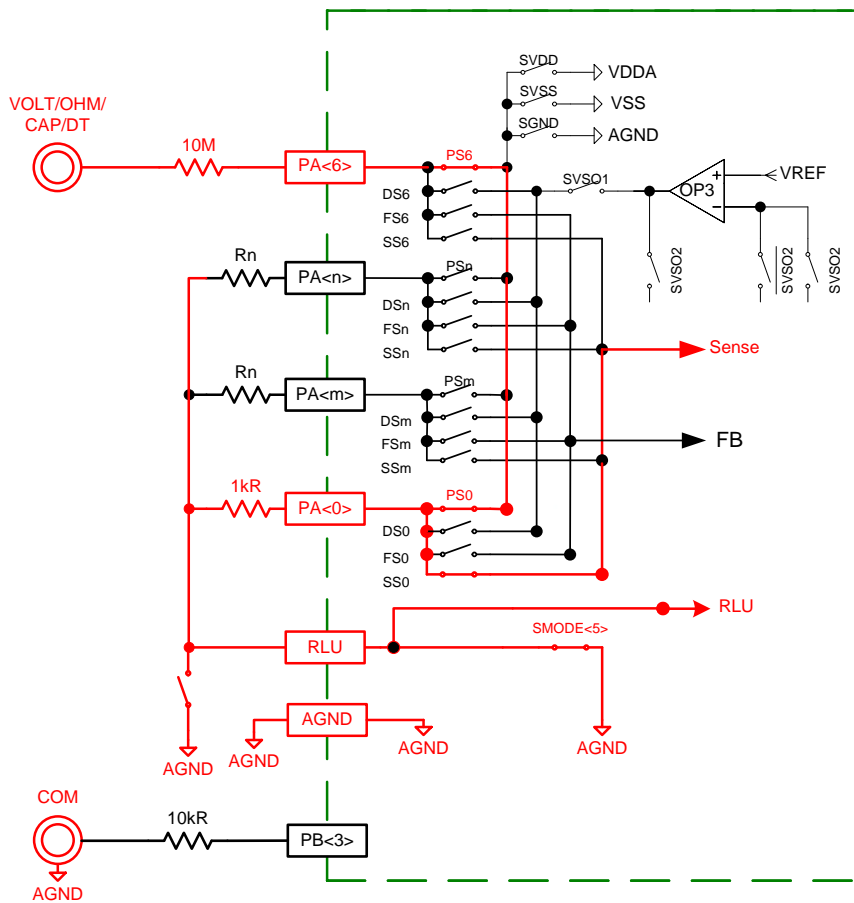 SVDD
VDDA
VOLT/OHM/
CAP/DT
SVSS
VSS
SGND
AGND
10M
PA<6>
PS6
DS6
FS6
SS6
SVSO1
OP3
+
−
VREF
SVSO2
SVSO2
SVSO2
Rn
PA<n>
PSn
DSn
FSn
SSn
Sense
Rn
PA<m>
PSm
DSm
FSm
SSm
FB
1kR
PA<0>
PS0
DS0
FS0
SS0
RLU
RLU
SMODE<5>
AGND
AGND
AGND
AGND
AGND
COM
10kR
PB<3>
AGND